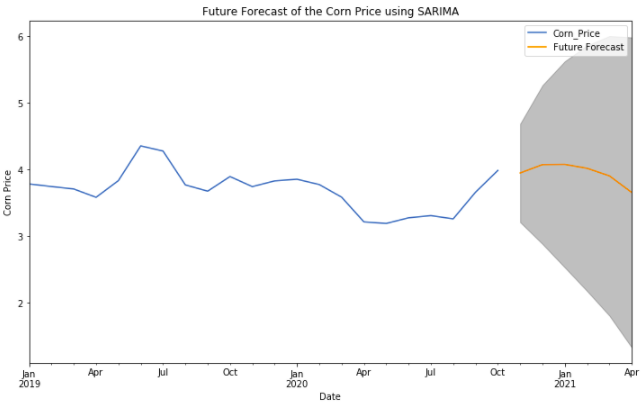 Future Forecast of the Corn Price using SARIMA
Corn_Price
Future Forecast
6
5
4
3
2
Corn Price
Jan
2019
Apr
Jul
Oct
Jan
2020
Apr
Jul
Oct
Jan
2021
Apr
Date